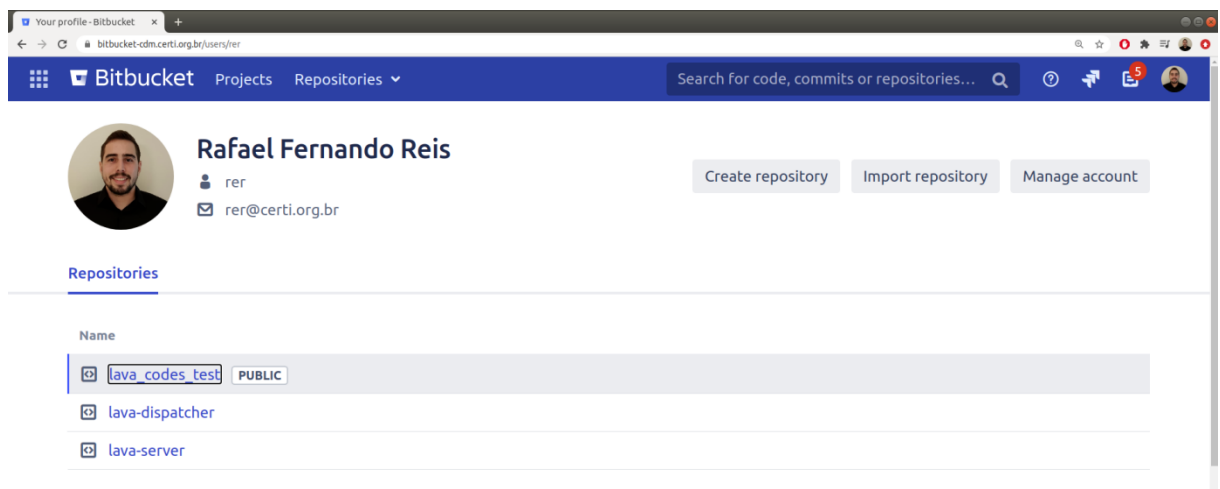 Your profile - Bitbucket
bitbucket-cdm.certi.org.br/users/rer
Bitbucket Projects Repositories Search for code, commits or repositories... 5
Rafael Fernando Reis
rer
rer@certi.org.br
Create repository Import repository Manage account
Repositories
Name
lava_codes_test PUBLIC
lava-dispatcher
lava-server